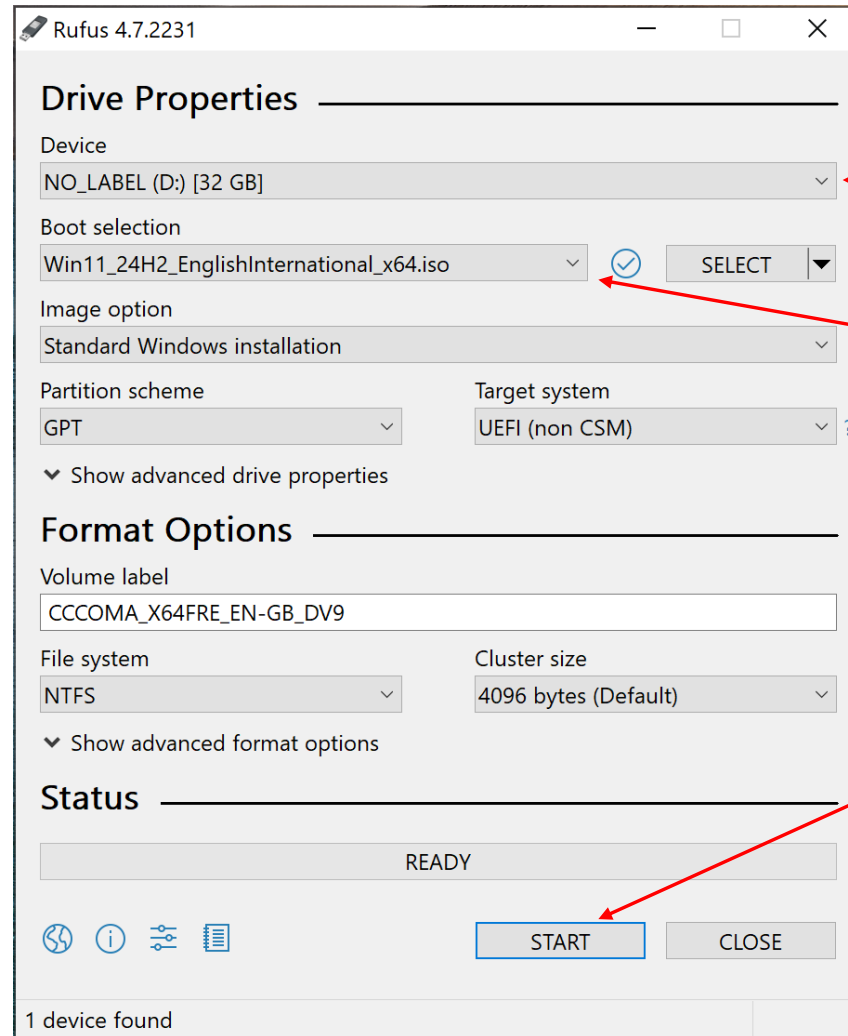 Rufus 4.7.2231
Drive Properties
Device
NO_LABEL (D:) [32 GB]
Boot selection
Win11_24H2_EnglishInternational_x64.iso
SELECT
Image option
Standard Windows installation
Partition scheme Target system
GPT UEFI (non CSM)
Show advanced drive properties
Format Options
Volume label
CCCOMA_X64FRE_EN-GB_DV9
File system Cluster size
NTFS 4096 bytes (Default)
Show advanced format options
Status
READY
START CLOSE
1 device found